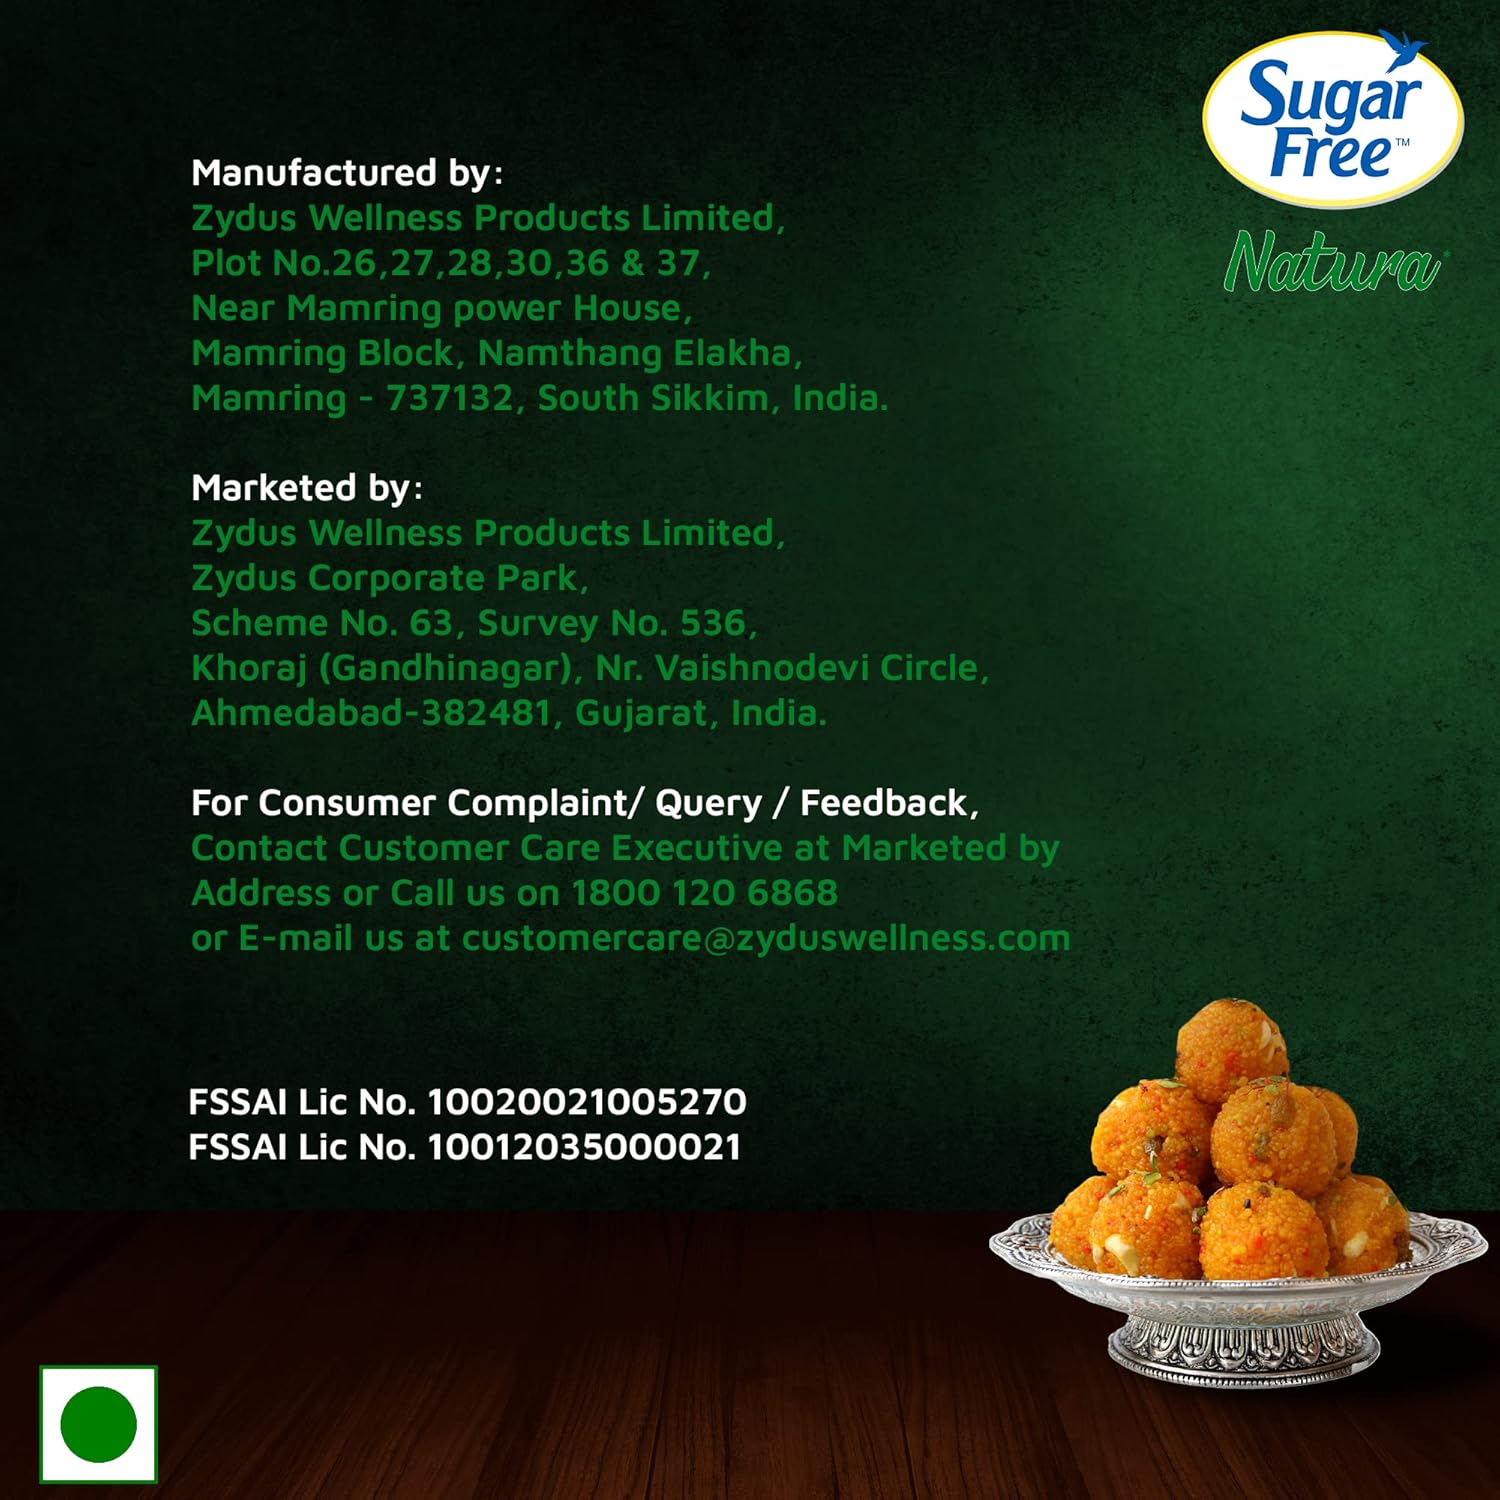 Sugar
Free™
Natura
Manufactured by:
Zydus Wellness Products Limited,
Plot No.26,27,28,30,36 & 37,
Near Mamring power House,
Mamring Block, Namthang Elakha,
Mamring - 737132, South Sikkim, India.
Marketed by:
Zydus Wellness Products Limited,
Zydus Corporate Park,
Scheme No. 63, Survey No. 536,
Khoraj (Gandhinagar), Nr. Vaishnodevi Circle,
Ahmedabad-382481, Gujarat, India.
For Consumer Complaint/ Query / Feedback,
Contact Customer Care Executive at Marketed by
Address or Call us on 1800 120 6868
or E-mail us at customercare@zyduswellness.com
FSSAI Lic No. 10020021005270
FSSAI Lic No. 10012035000021